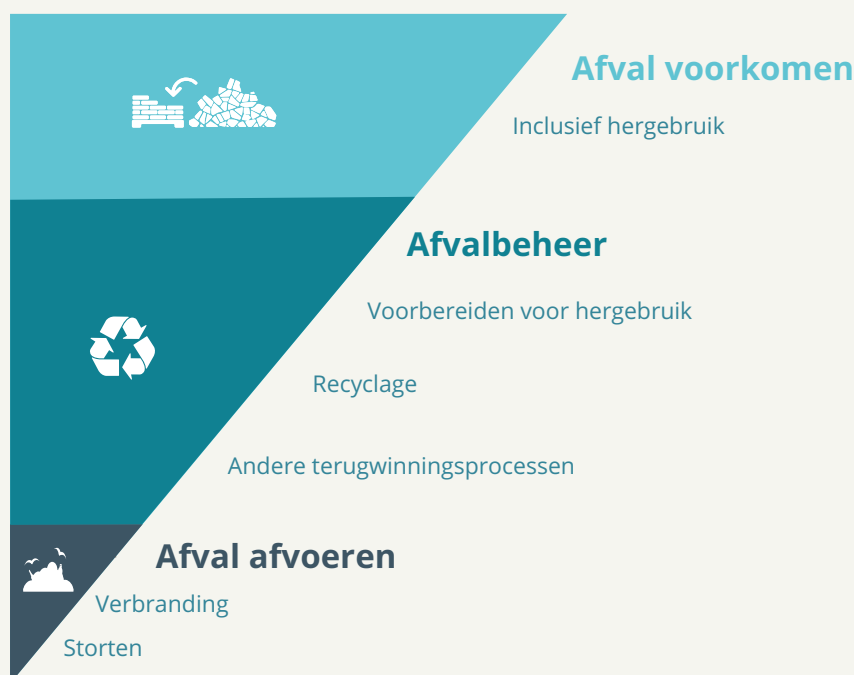 Afval voorkomen
Inclusief hergebruik
Afvalbeheer
Voorbereiden voor hergebruik
Recyclage
Andere terugwinningsprocessen
Afval afvoeren
Verbranding
Storten